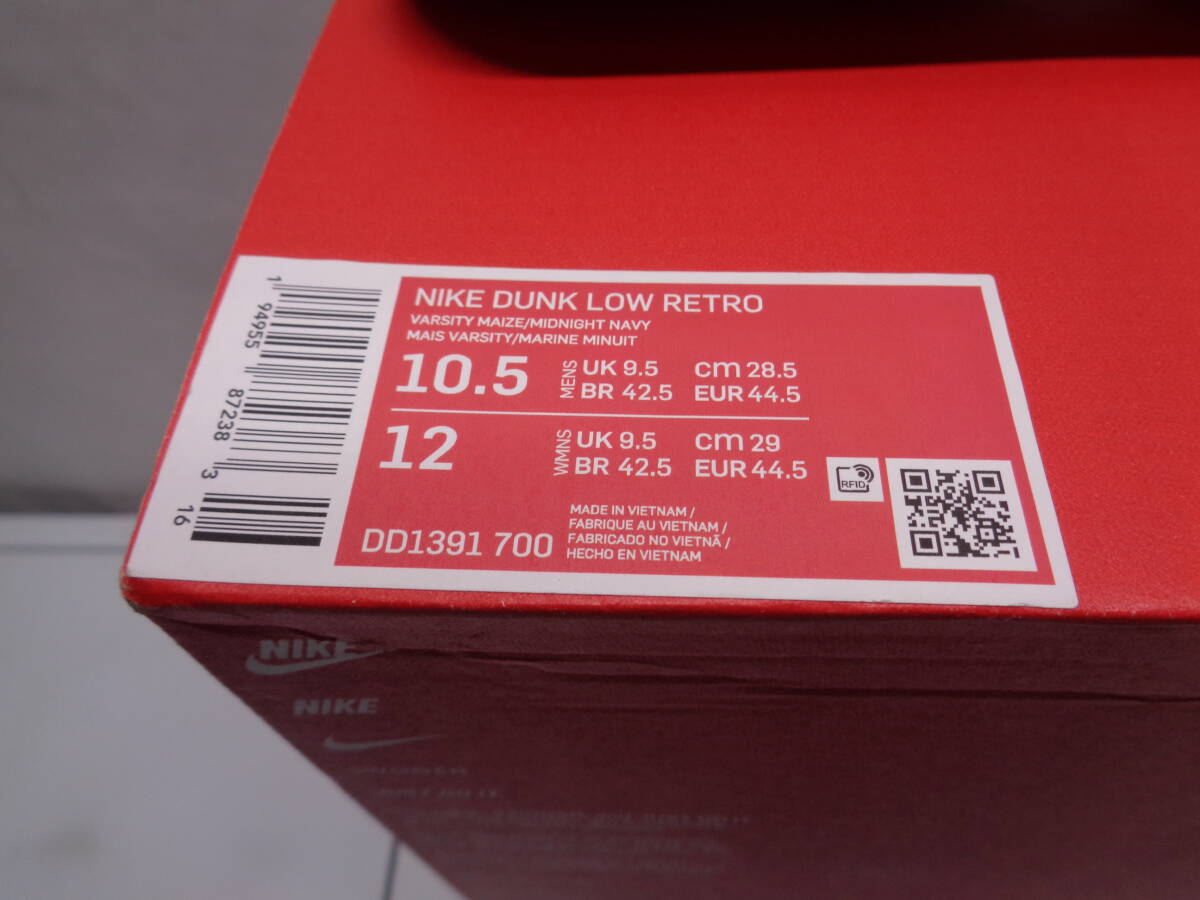 NIKE DUNK LOW RETRO
VARSITY MAIZE/MIDNIGHT NAVY
MAIS VARSITY/MARINE MINUIT
10.5 MENS UK 9.5 cm 28.5
BR 42.5 EUR 44.5
12 WMNS UK 9.5 cm 29
BR 42.5 EUR 44.5
RFID
DD1391 700
MADE IN VIETNAM /
FABRIQUE AU VIETNAM /
FABRICADO NO VIETNÃ /
HECHO EN VIETNAM
1 94955 87238 3 16
NIKE
NIKE